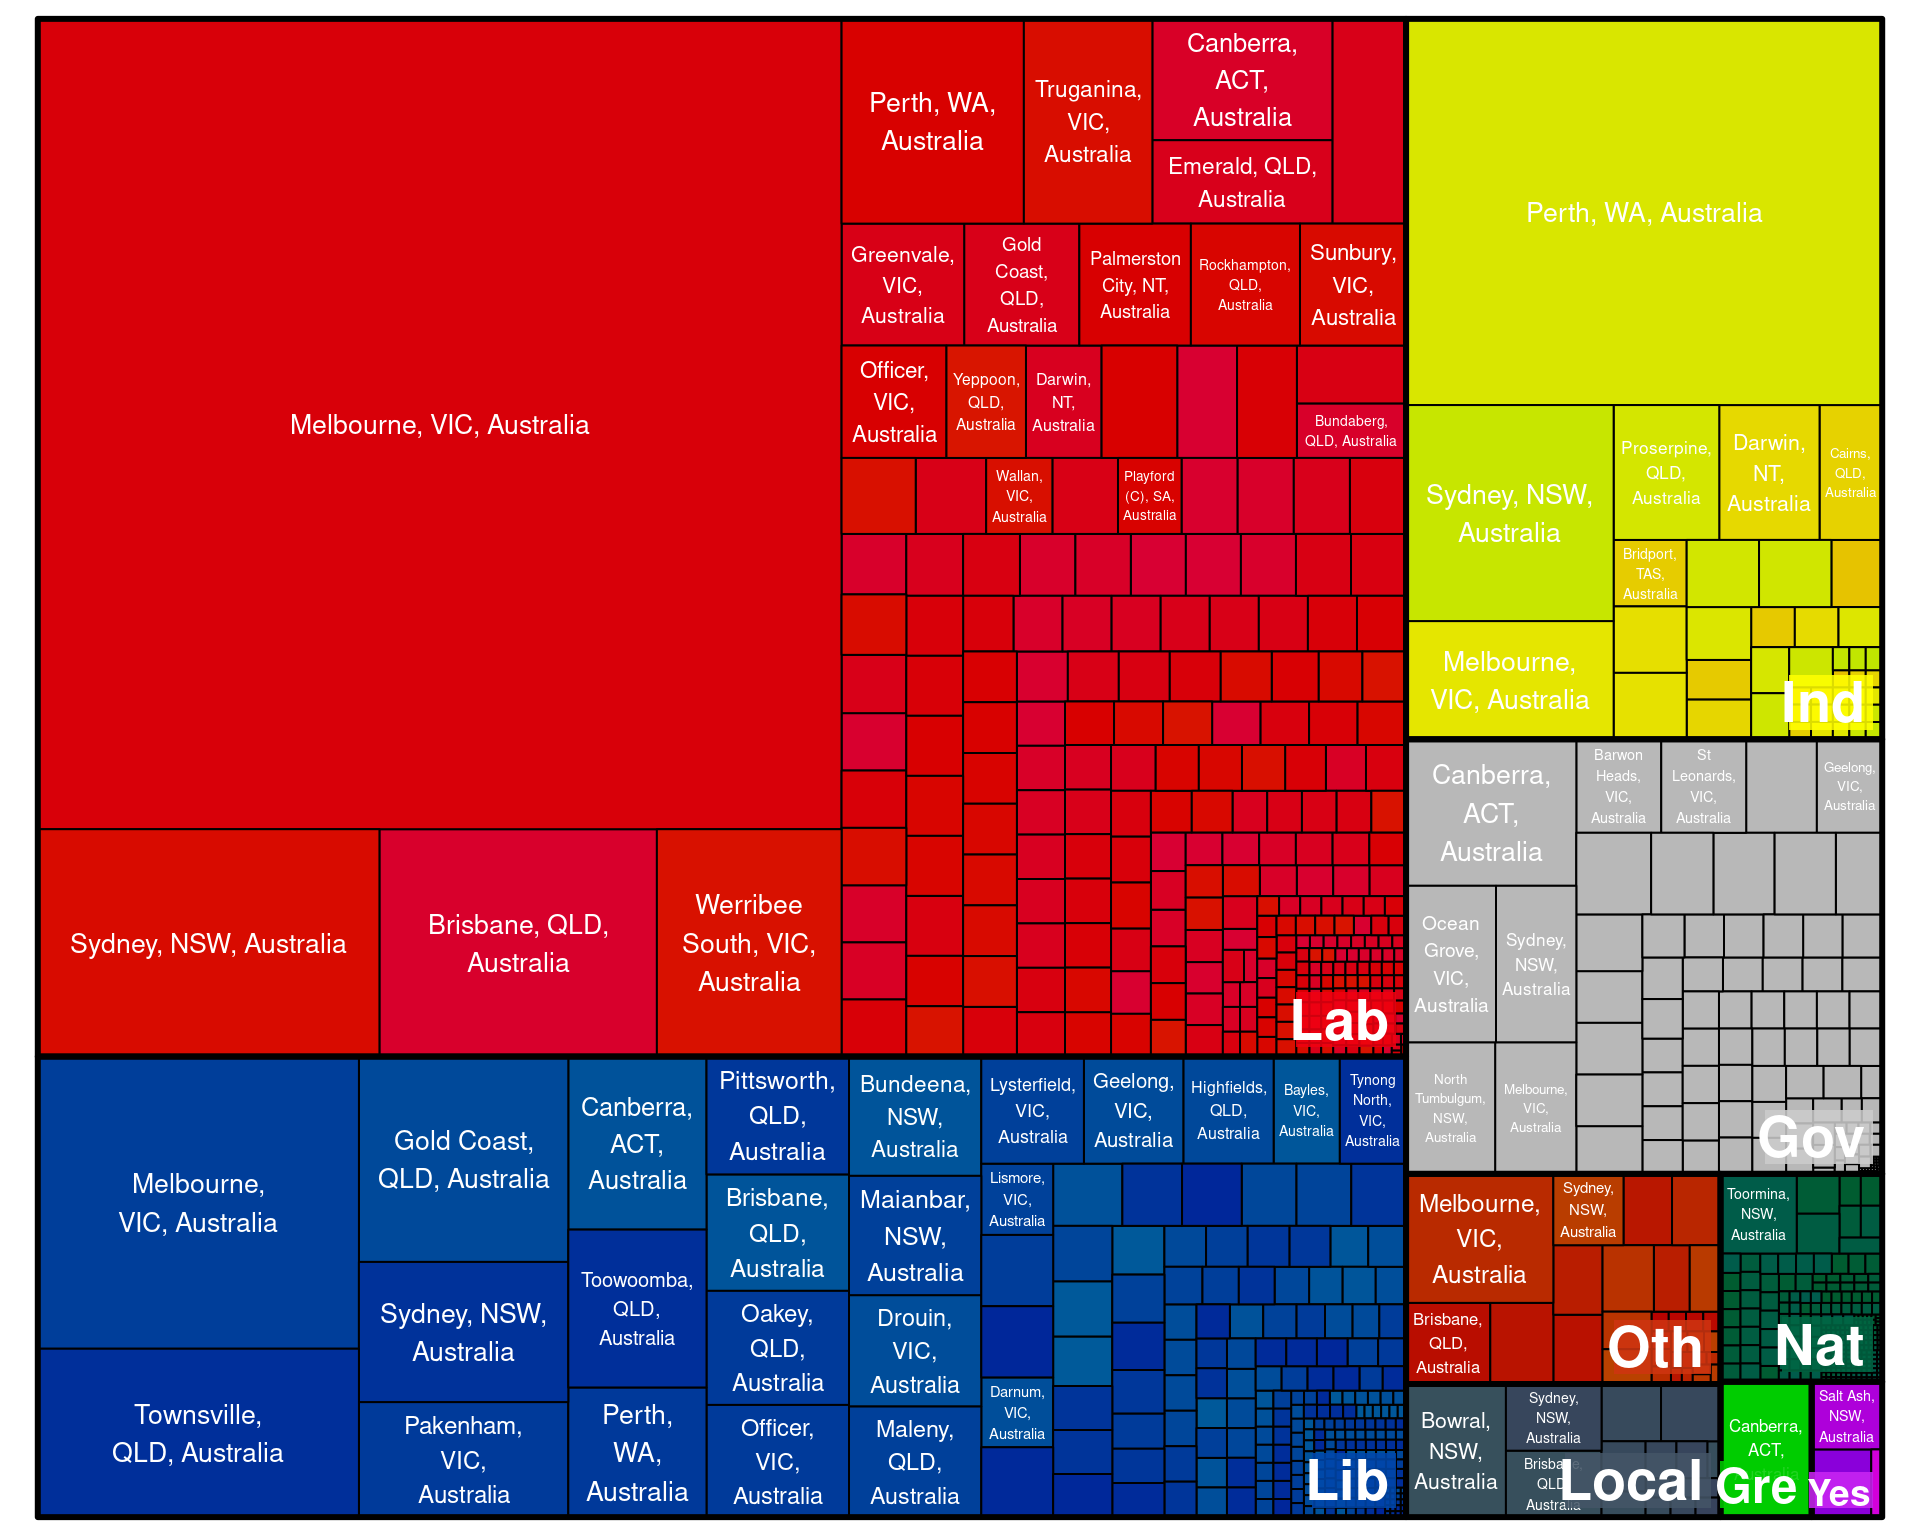 Melbourne, VIC, Australia
Sydney, NSW, Australia
Brisbane, QLD,
Australia
Werribee
South, VIC,
Australia
Perth, WA,
Australia
Truganina,
VIC,
Australia
Canberra,
ACT,
Australia
Emerald, QLD,
Australia
Greenvale,
VIC,
Australia
Gold
Coast,
QLD,
Australia
Palmerston
City, NT,
Australia
Rockhampton,
QLD,
Australia
Sunbury,
VIC,
Australia
Officer,
VIC,
Australia
Yeppoon,
QLD,
Australia
Darwin,
NT,
Australia
Bundaberg,
QLD, Australia
Wallan,
VIC,
Australia
Playford
(C), SA,
Australia
Lab
Perth, WA, Australia
Sydney, NSW,
Australia
Melbourne,
VIC, Australia
Proserpine,
QLD,
Australia
Darwin,
NT,
Australia
Cairns,
QLD,
Australia
Bridport,
TAS,
Australia
Ind
Canberra,
ACT,
Australia
Barwon
Heads,
VIC,
Australia
St
Leonards,
VIC,
Australia
Geelong,
VIC,
Australia
Ocean
Grove,
VIC,
Australia
Sydney,
NSW,
Australia
North
Tumbulgum,
NSW,
Australia
Melbourne,
VIC,
Australia
Gov
Melbourne,
VIC, Australia
Townsville,
QLD, Australia
Gold Coast,
QLD, Australia
Sydney, NSW,
Australia
Pakenham,
VIC,
Australia
Canberra,
ACT,
Australia
Toowoomba,
QLD,
Australia
Perth,
WA,
Australia
Pittsworth,
QLD,
Australia
Brisbane,
QLD,
Australia
Oakey,
QLD,
Australia
Officer,
VIC,
Australia
Bundeena,
NSW,
Australia
Maianbar,
NSW,
Australia
Drouin,
VIC,
Australia
Maleny,
QLD,
Australia
Lysterfield,
VIC,
Australia
Geelong,
VIC,
Australia
Highfields,
QLD,
Australia
Bayles,
VIC,
Australia
Tynong
North,
VIC,
Australia
Lismore,
VIC,
Australia
Darnum,
VIC,
Australia
Lib
Melbourne,
VIC,
Australia
Sydney,
NSW,
Australia
Brisbane,
QLD,
Australia
Oth
Toormina,
NSW,
Australia
Nat
Bowral,
NSW,
Australia
Sydney,
NSW,
Australia
Brisbane,
QLD,
Australia
Local
Canberra,
ACT,
Australia
Gre
Salt Ash,
NSW,
Australia
Yes